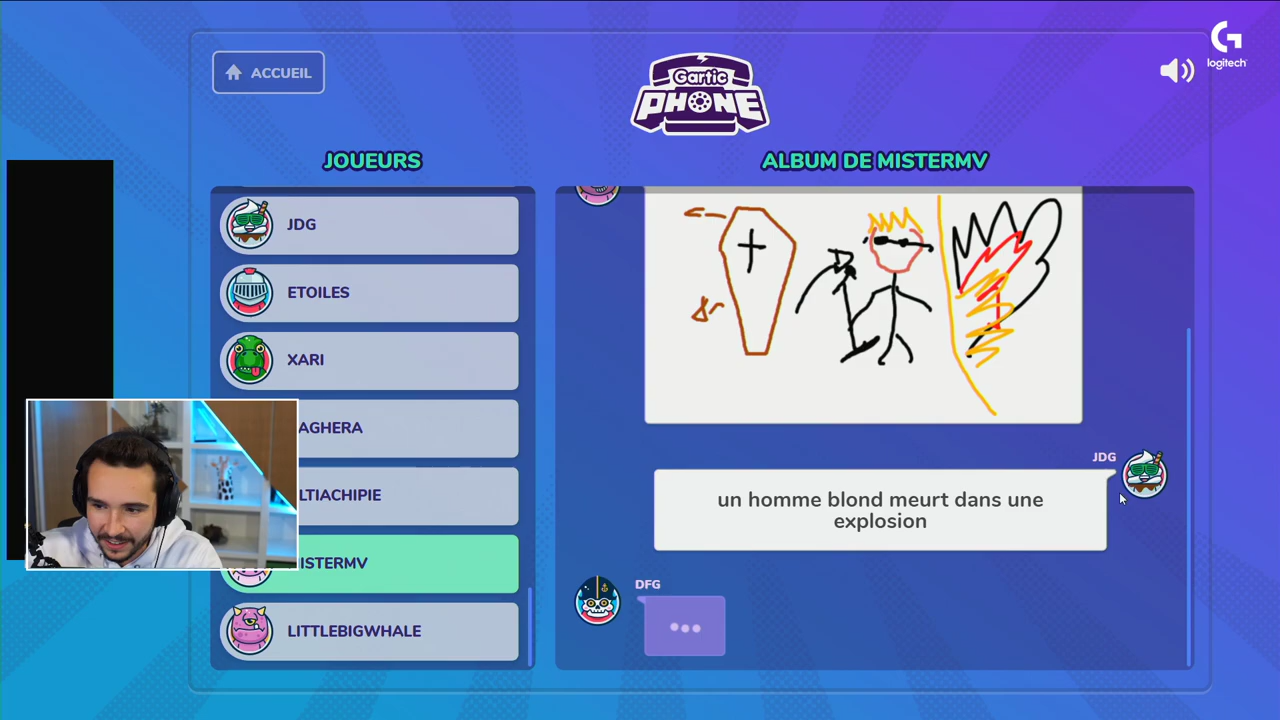 ACCUEIL
Gartic
PHONE
logitech
JOUEURS
ALBUM DE MISTERMV
JDG
ETOILES
XARI
AGHERA
LTIACHIPIE
ISTERMV
LITTLEBIGWHALE
JDG
un homme blond meurt dans une
explosion
DFG